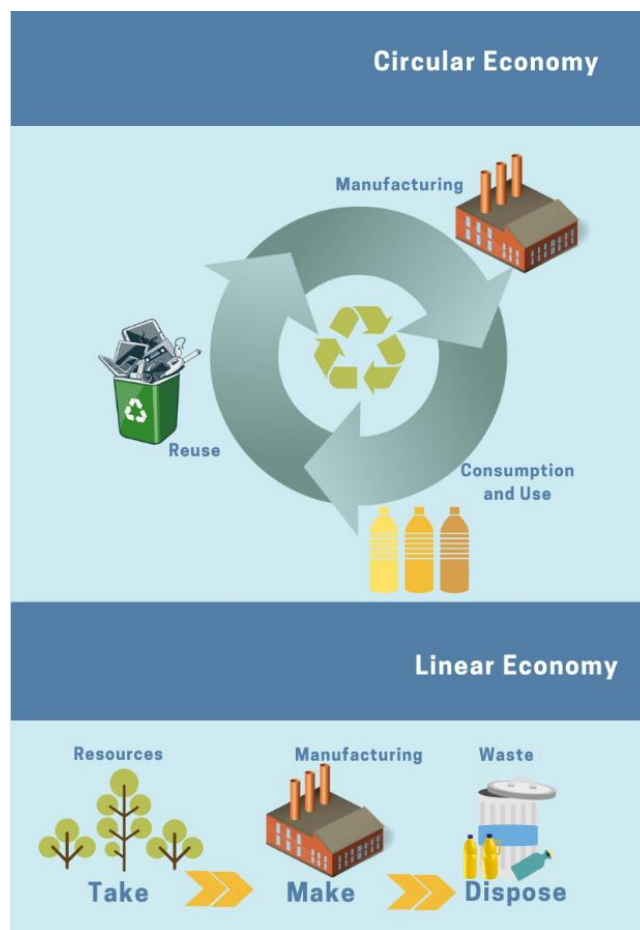 Circular Economy
Manufacturing
Reuse
Consumption
and Use
Linear Economy
Resources
Manufacturing
Waste
Take
Make
Dispose